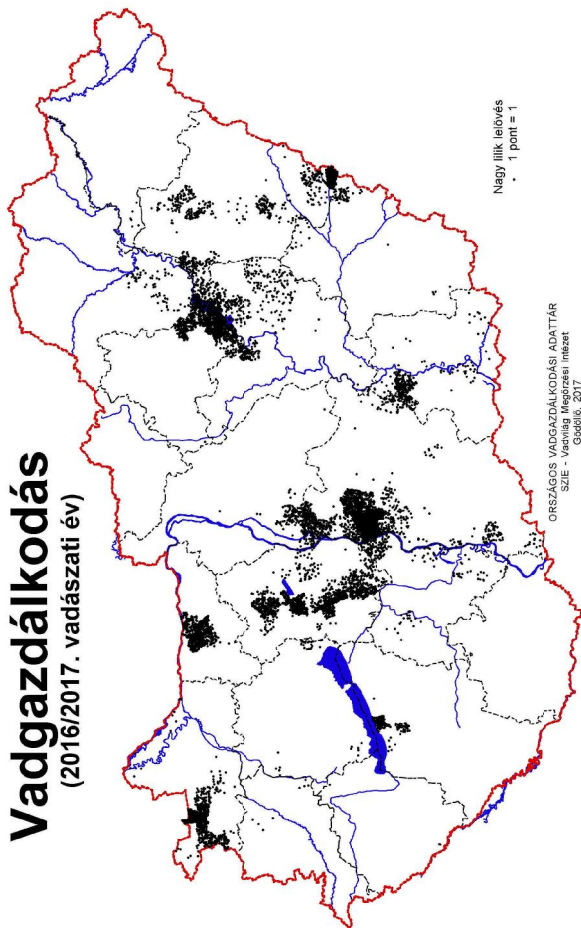 Vadgazdálkodás
(2016/2017. vadászati év)
Nagy lilik lelövés
• 1 pont = 1
ORSZÁGOS VADGAZDÁLKODÁSI ADATTÁR
SZIE - Vadvilág Megőrzési Intézet
Gödöllő, 2017